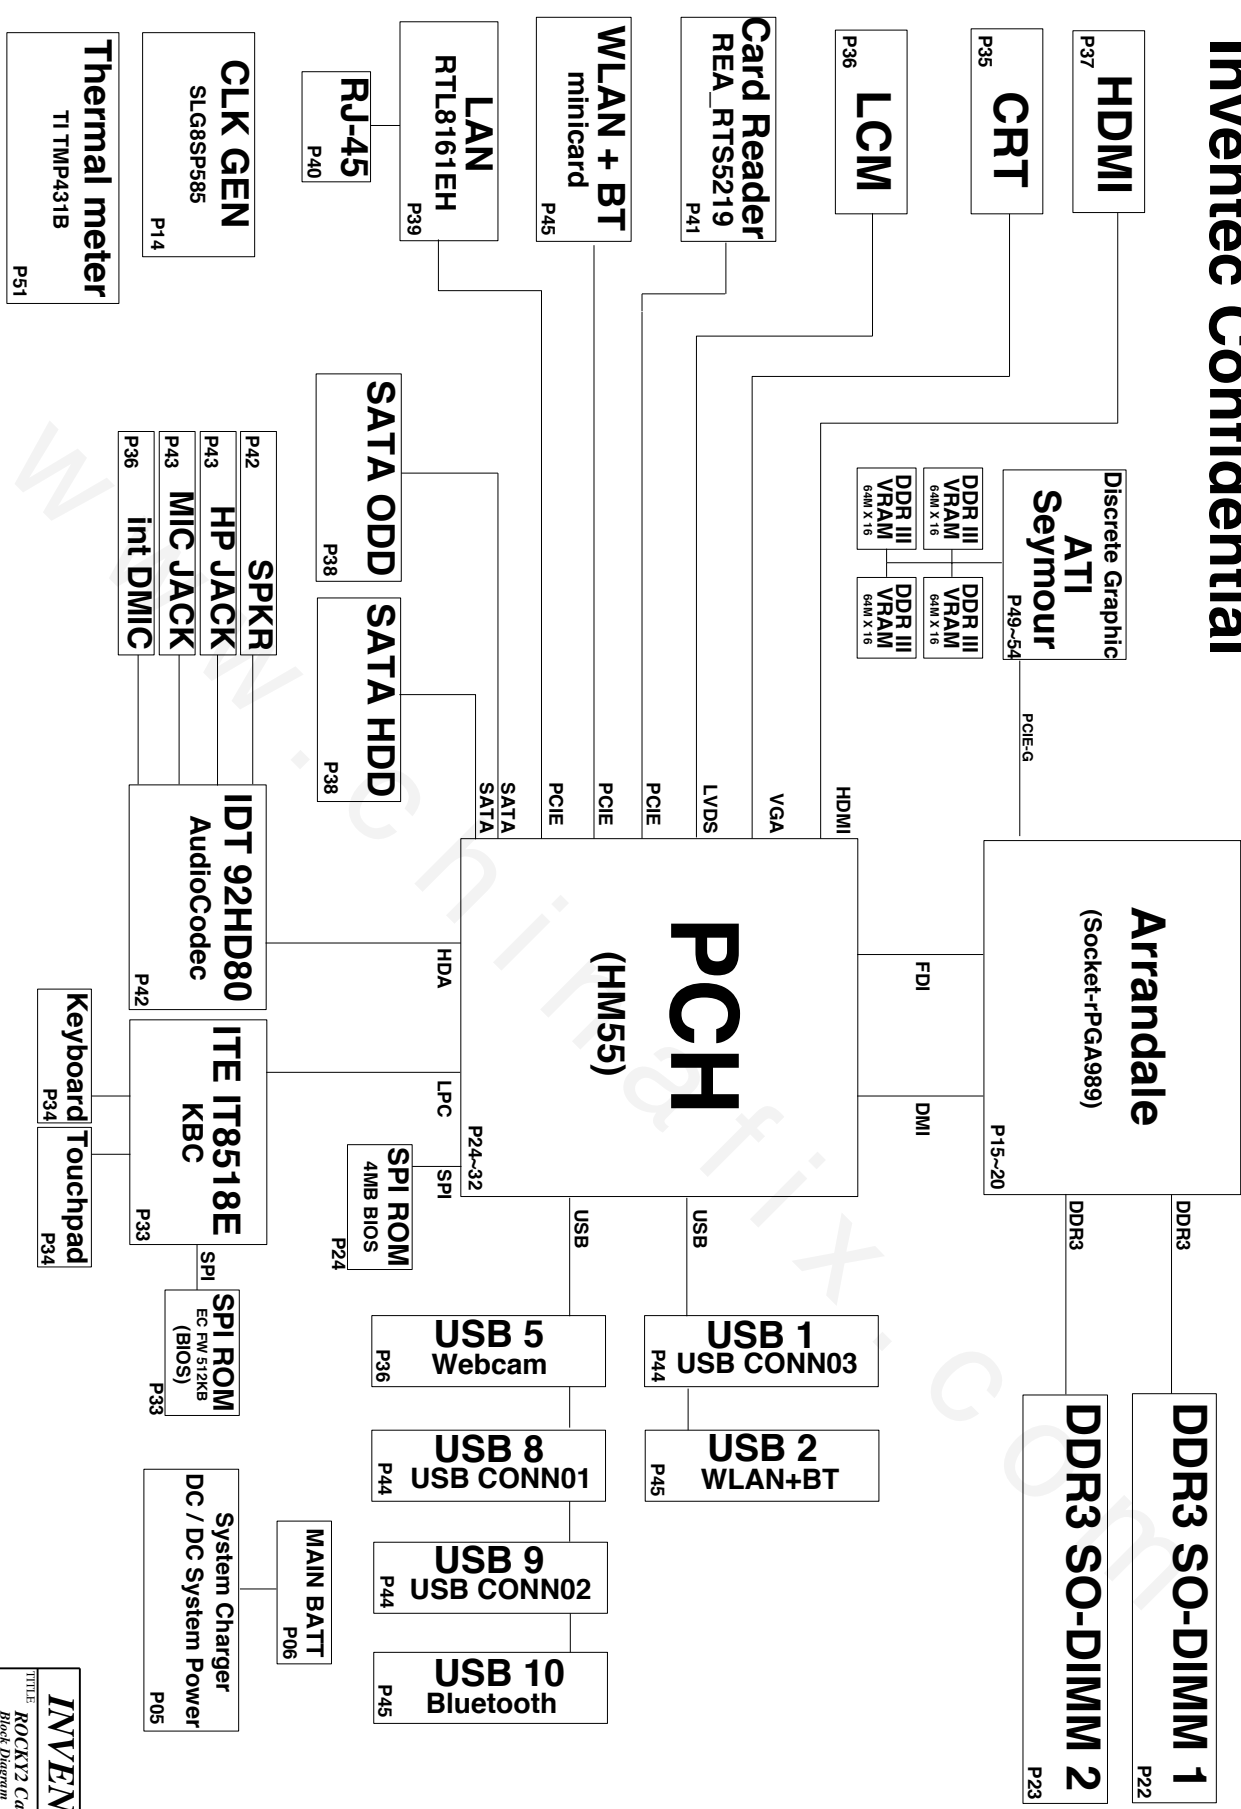 Inventec Confidential
HDMI
P37
CRT
P35
LCM
P36
Card Reader
REA_RTS5219
P41
WLAN + BT
minicard
P45
LAN
RTL8161EH
P39
RJ-45
P40
CLK GEN
SLG8SP585
P14
Thermal meter
TI TMP431B
P51
Discrete Graphic
ATI
Seymour
P49~54
DDR III
VRAM
64M X 16
DDR III
VRAM
64M X 16
DDR III
VRAM
64M X 16
DDR III
VRAM
64M X 16
PCIE-G
SATA ODD
P38
SATA HDD
P38
SPKR
P42
HP JACK
P43
MIC JACK
P43
int DMIC
P36
HDMI
VGA
LVDS
PCIE
PCIE
PCIE
SATA
SATA
Arrandale
(Socket-rPGA989)
P15~20
FDI
DMI
PCH
(HM55)
P24~32
HDA
LPC
SPI
IDT 92HD80
AudioCodec
P42
ITE IT8518E
KBC
P33
Keyboard
P34
Touchpad
P34
SPI ROM
4MB BIOS
P24
SPI
SPI ROM
EC FW 512KB
(BIOS)
P33
DDR3
DDR3
USB
USB
DDR3 SO-DIMM 1
P22
DDR3 SO-DIMM 2
P23
USB 1
USB CONN03
P44
USB 2
WLAN+BT
P45
USB 5
Webcam
P36
USB 8
USB CONN01
P44
USB 9
USB CONN02
P44
USB 10
Bluetooth
P45
MAIN BATT
P06
System Charger
DC / DC System Power
P05
INVEN
TITLE
ROCKY2 Ca
Block Diagram
www.chinafix.com